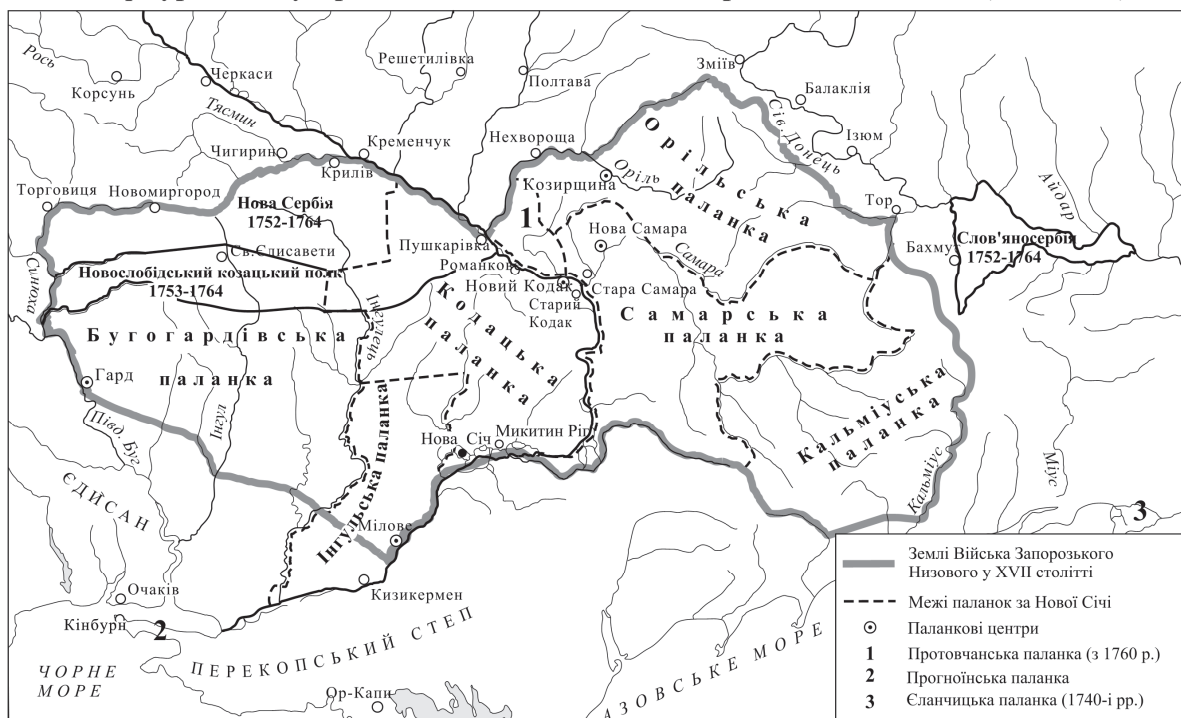 Рось
Корсунь
Черкаси
Тясмин
Решетилівка
Полтава
Зміїв
Балаклія
Сів. Донець
Ізюм
Чигирин
Кременчук
Крилів
Нехвороща
Козирщина
Оріль
Орільська
паланка
Торговиця
Новомиргород
Нова Сербія
1752-1764
1
Нова Самара
Самара
Тор
Айдар
Бахмут
Слов'яносербія
1752-1764
Св.Єлисавети
Пушкарівка
Романкове
Новий Кодак
Старий
Кодак
Стара Самара
Синюха
Новослобідський козацький полк
1753-1764
Інгулець
Бугогардівська
паланка
Кодацька
паланка
Самарська
паланка
Гард
Півд. Буг
Інгул
Інгульська паланка
Нова Січ
Микитин Ріг
Кальміуська
паланка
Кальміус
Міус
3
ЄДИСАН
Мілове
Кизикермен
Очаків
Кінбурн
2
ПЕРЕКОПСЬКИЙ СТЕП
ЧОРНЕ
МОРЕ
Ор-Капи
АЗОВСЬКЕ МОРЕ
Землі Війська Запорозького
Низового у XVII столітті
Межі паланок за Нової Січі
Паланкові центри
1 Протовчанська паланка (з 1760 р.)
2 Прогноїнська паланка
3 Єланчицька паланка (1740-і рр.)